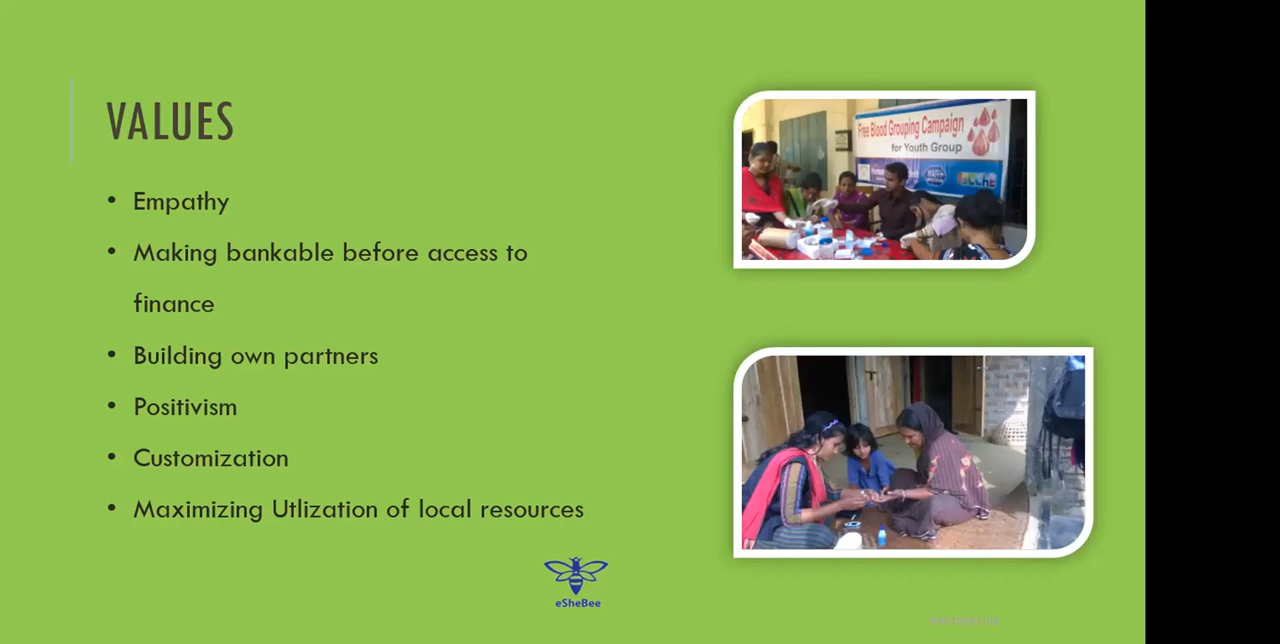 VALUES
• Empathy
• Making bankable before access to
finance
• Building own partners
• Positivism
• Customization
• Maximizing Utlization of local resources
Free Blood Grouping Campaign
for Youth Group
eSheBee